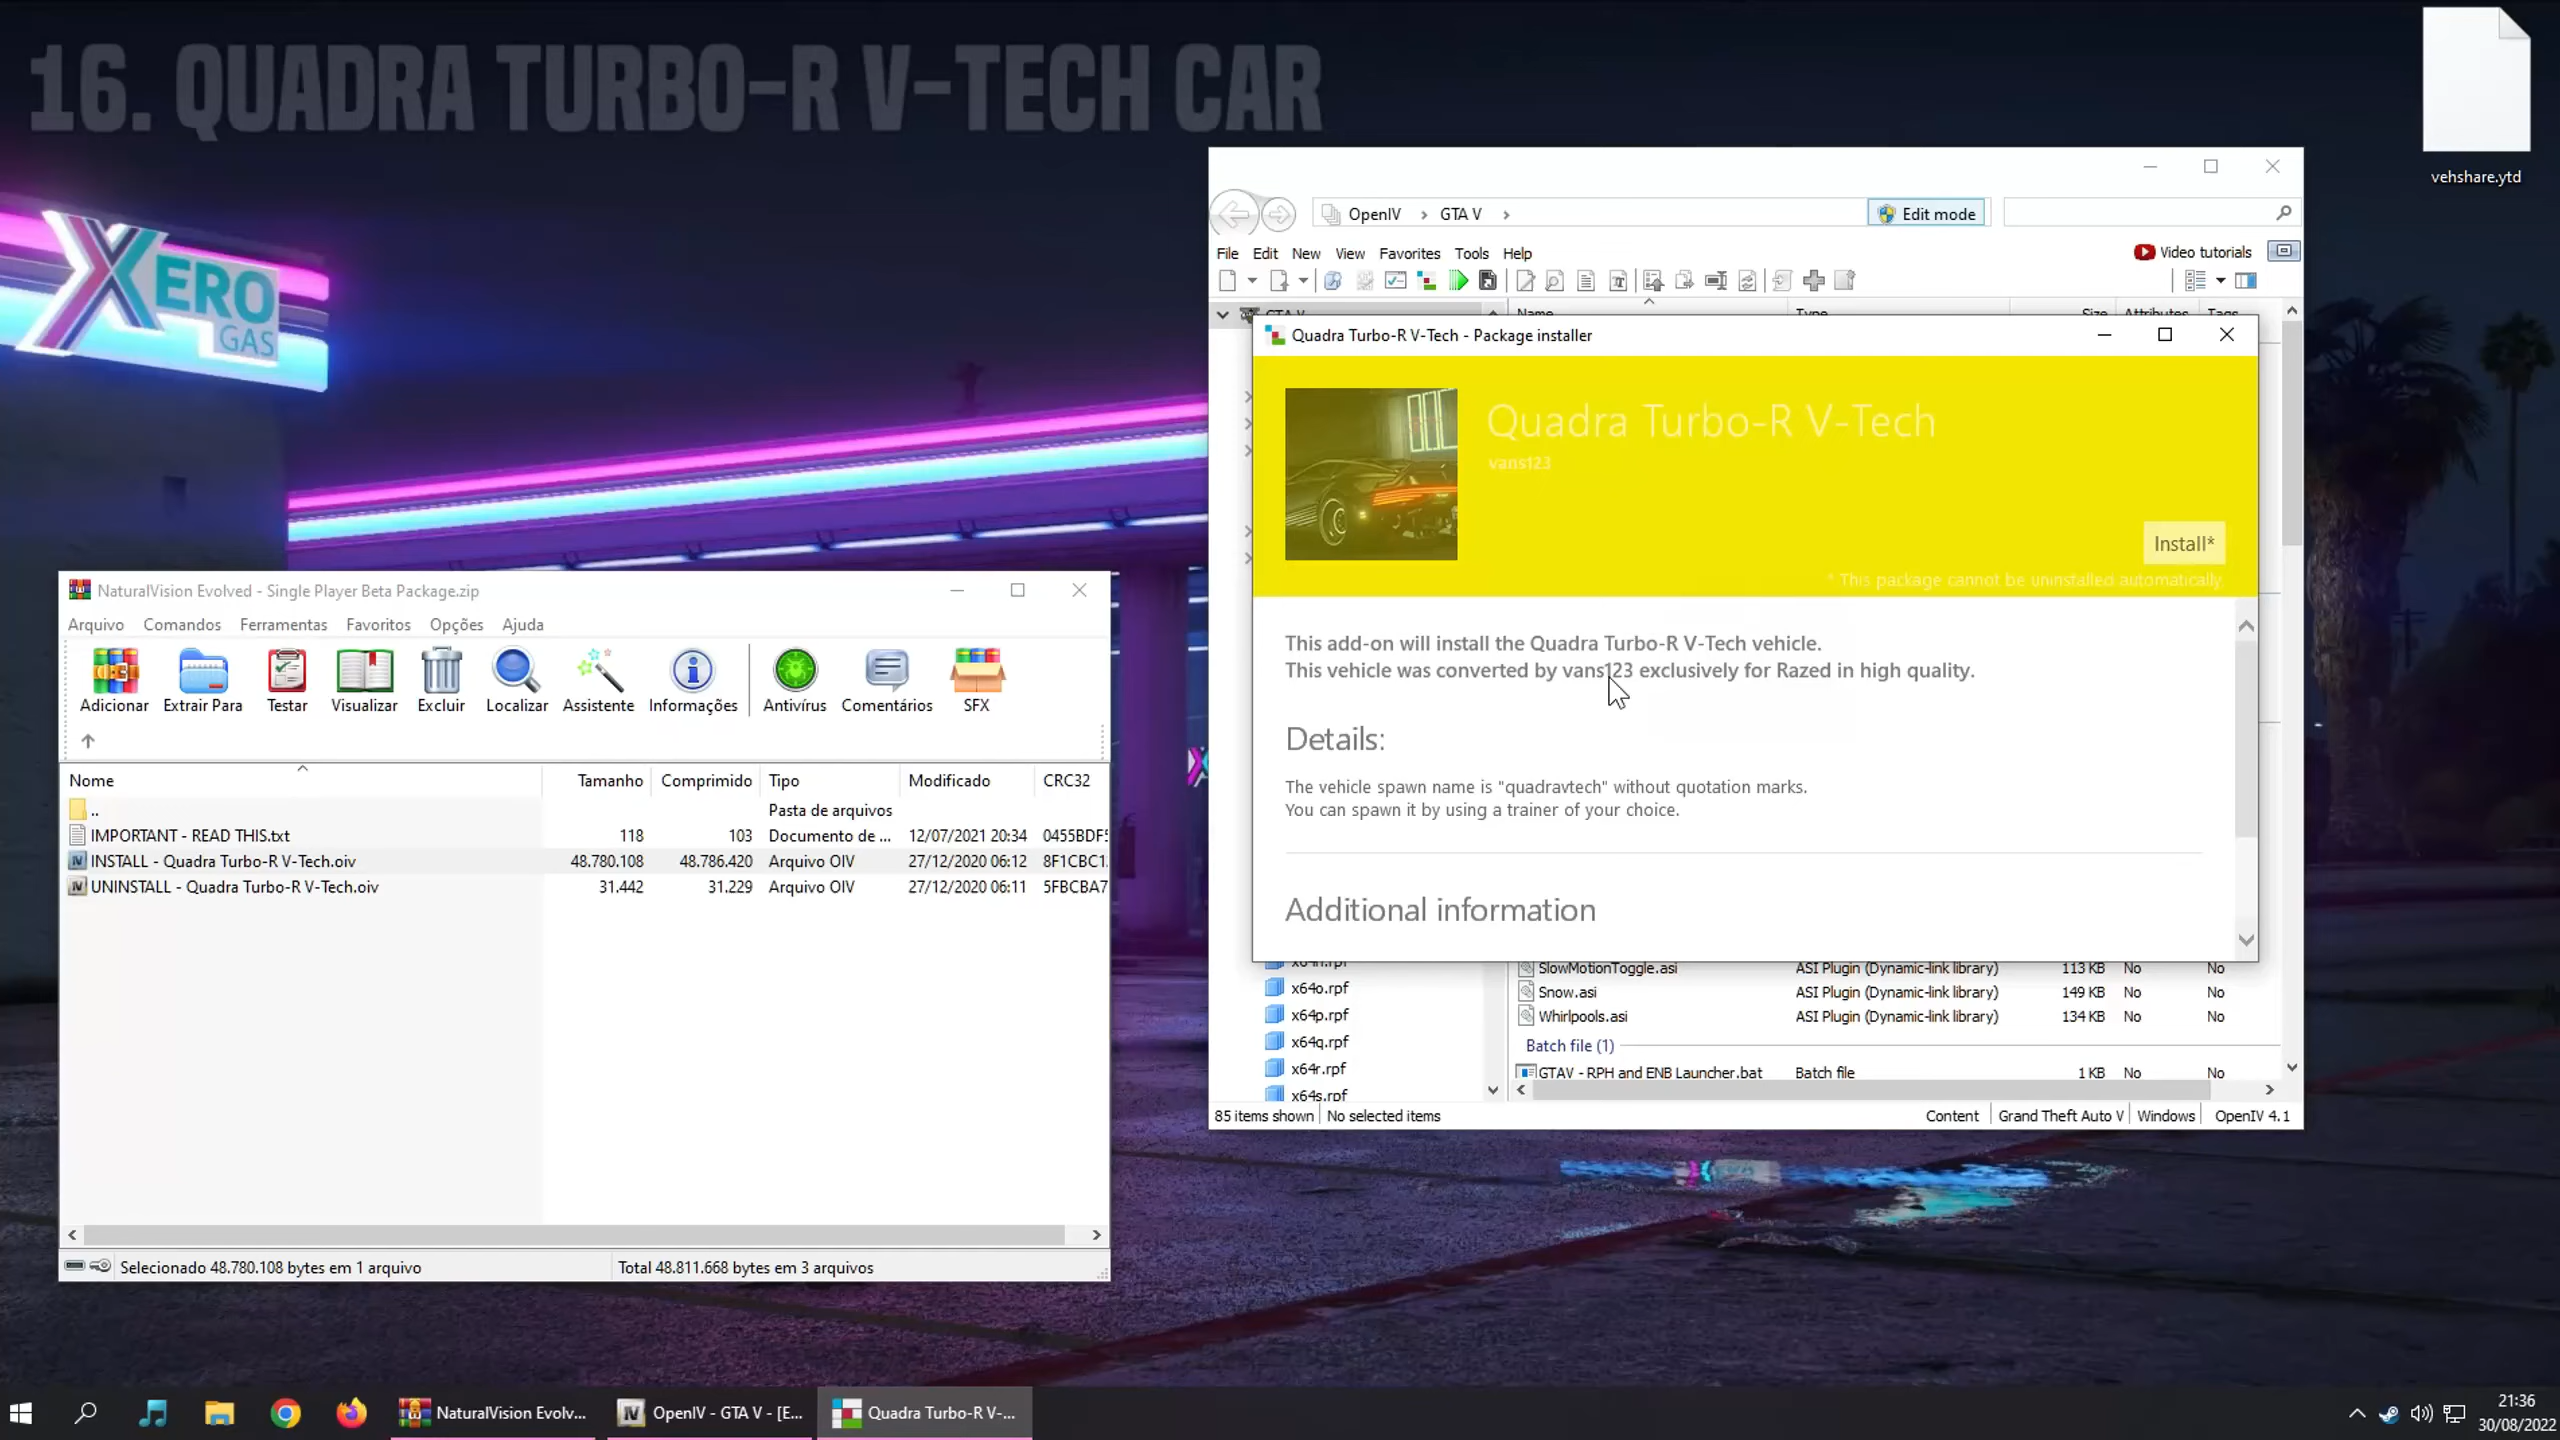 16. QUADRA TURBO-R V-TECH CAR
XERO
GAS
vehshare.ytd
OpenIV
GTA V
Edit mode
File Edit New View Favorites Tools Help
Video tutorials
GTA V
Name Type Size Attributes Tags
Quadra Turbo-R V-Tech - Package installer
Quadra Turbo-R V-Tech
vans123
Install*
* This package cannot be uninstalled automatically.
This add-on will install the Quadra Turbo-R V-Tech vehicle.
This vehicle was converted by vans123 exclusively for Razed in high quality.
Details:
The vehicle spawn name is "quadravtech" without quotation marks.
You can spawn it by using a trainer of your choice.
Additional information
x64n.rpf
SlowMotionToggle.asi ASI Plugin (Dynamic-link library) 113 KB No No
x64o.rpf
Snow.asi ASI Plugin (Dynamic-link library) 149 KB No No
x64p.rpf
Whirlpools.asi ASI Plugin (Dynamic-link library) 134 KB No No
x64q.rpf
Batch file (1)
x64r.rpf
GTAV - RPH and ENB Launcher.bat Batch file 1 KB No No
x64s.rpf
85 items shown No selected items Content Grand Theft Auto V Windows OpenIV 4.1
NaturalVision Evolved - Single Player Beta Package.zip
Arquivo Comandos Ferramentas Favoritos Opções Ajuda
Adicionar Extrair Para Testar Visualizar Excluir Localizar Assistente Informações Antivírus Comentários SFX
Nome Tamanho Comprimido Tipo Modificado CRC32
.. Pasta de arquivos
IMPORTANT - READ THIS.txt 118 103 Documento de ... 12/07/2021 20:34 0455BDF5
INSTALL - Quadra Turbo-R V-Tech.oiv 48.780.108 48.786.420 Arquivo OIV 27/12/2020 06:12 8F1CBC1
UNINSTALL - Quadra Turbo-R V-Tech.oiv 31.442 31.229 Arquivo OIV 27/12/2020 06:11 5FBCBA7
Selecionado 48.780.108 bytes em 1 arquivo Total 48.811.668 bytes em 3 arquivos
NaturalVision Evolv... OpenIV - GTA V - [E... Quadra Turbo-R V-...
21:36
30/08/2022